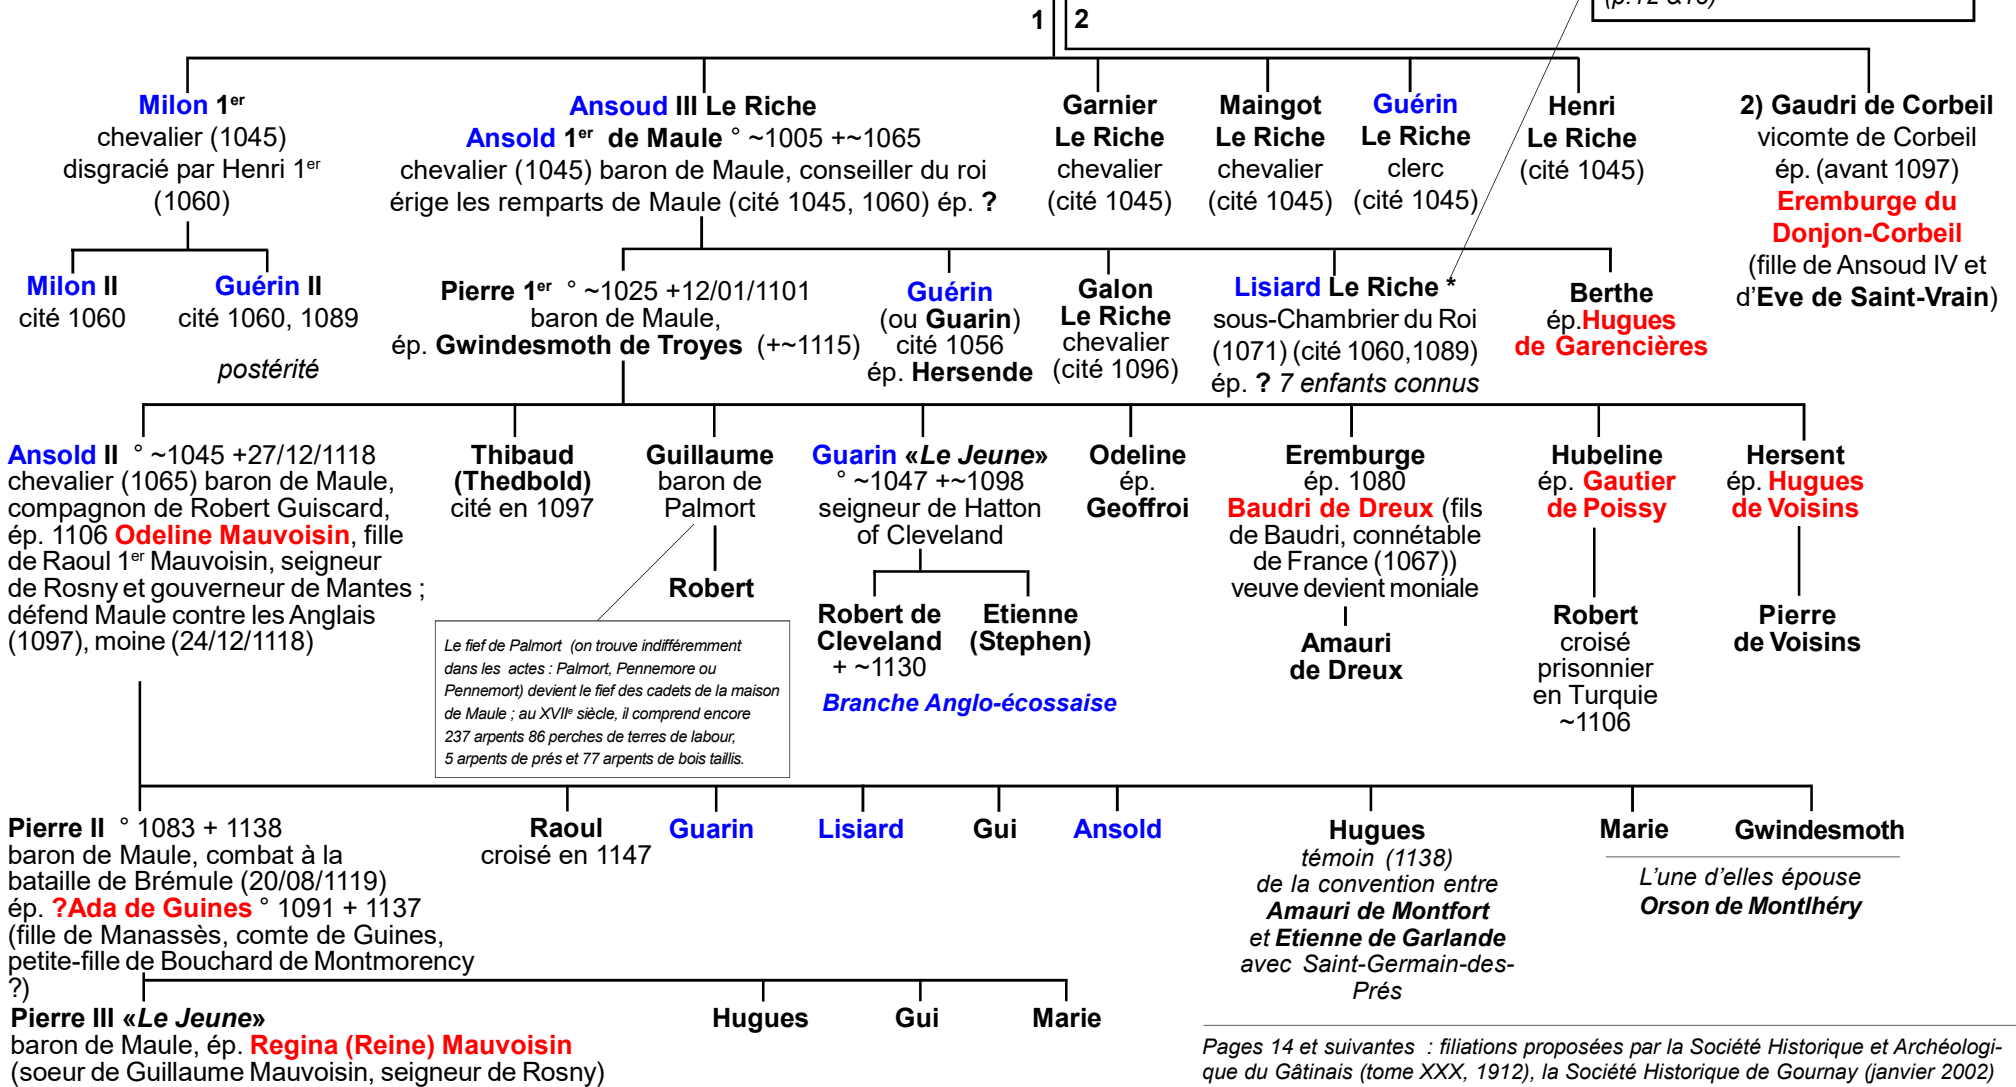 1 2
Milon 1er
chevalier (1045)
disgracié par Henri 1er
(1060)
Ansoud III Le Riche
Ansold 1er de Maule ° ~1005 +~1065
chevalier (1045) baron de Maule, conseiller du roi
érige les remparts de Maule (cité 1045, 1060) ép. ?
Garnier
Le Riche
chevalier
(cité 1045)
Maingot
Le Riche
chevalier
(cité 1045)
Guérin
Le Riche
clerc
(cité 1045)
Henri
Le Riche
(cité 1045)
2) Gaudri de Corbeil
vicomte de Corbeil
ép. (avant 1097)
Eremburge du
Donjon-Corbeil
(fille de Ansoud IV et
d'Eve de Saint-Vrain)
Milon II
cité 1060
Guérin II
cité 1060, 1089
postérité
Pierre 1er ° ~1025 +12/01/1101
baron de Maule,
ép. Gwindesmoth de Troyes (+~1115)
Guérin
(ou Guarin)
cité 1056
ép. Hersende
Galon
Le Riche
chevalier
(cité 1096)
Lisiard Le Riche *
sous-Chambrier du Roi
(1071) (cité 1060,1089)
ép. ? 7 enfants connus
Berthe
ép.Hugues
de Garencières
Ansold II ° ~1045 +27/12/1118
chevalier (1065) baron de Maule,
compagnon de Robert Guiscard,
ép. 1106 Odeline Mauvoisin, fille
de Raoul 1er Mauvoisin, seigneur
de Rosny et gouverneur de Mantes ;
défend Maule contre les Anglais
(1097), moine (24/12/1118)
Thibaud
(Thedbold)
cité en 1097
Guillaume
baron de
Palmort
Robert
Guarin «Le Jeune»
° ~1047 +~1098
seigneur de Hatton
of Cleveland
Robert de
Cleveland
+ ~1130
Etienne
(Stephen)
Branche Anglo-écossaise
Odeline
ép.
Geoffroi
Eremburge
ép. 1080
Baudri de Dreux (fils
de Baudri, connétable
de France (1067))
veuve devient moniale
Amauri
de Dreux
Hubeline
ép. Gautier
de Poissy
Robert
croisé
prisonnier
en Turquie
~1106
Hersent
ép. Hugues
de Voisins
Pierre
de Voisins
Le fief de Palmort (on trouve indifféremment
dans les actes : Palmort, Pennemore ou
Pennemort) devient le fief des cadets de la maison
de Maule ; au XVIIe siècle, il comprend encore
237 arpents 86 perches de terres de labour,
5 arpents de prés et 77 arpents de bois taillis.
Pierre II ° 1083 + 1138
baron de Maule, combat à la
bataille de Brémule (20/08/1119)
ép. ?Ada de Guines ° 1091 + 1137
(fille de Manassès, comte de Guines,
petite-fille de Bouchard de Montmorency
?)
Raoul
croisé en 1147
Guarin
Lisiard
Gui
Ansold
Hugues
témoin (1138)
de la convention entre
Amauri de Montfort
et Etienne de Garlande
avec Saint-Germain-des-
Prés
Marie
Gwindesmoth
L'une d'elles épouse
Orson de Montlhéry
Pierre III «Le Jeune»
baron de Maule, ép. Regina (Reine) Mauvoisin
(soeur de Guillaume Mauvoisin, seigneur de Rosny)
Hugues
Gui
Marie
Pages 14 et suivantes : filiations proposées par la Société Historique et Archéologi-
que du Gâtinais (tome XXX, 1912), la Société Historique de Gournay (janvier 2002)